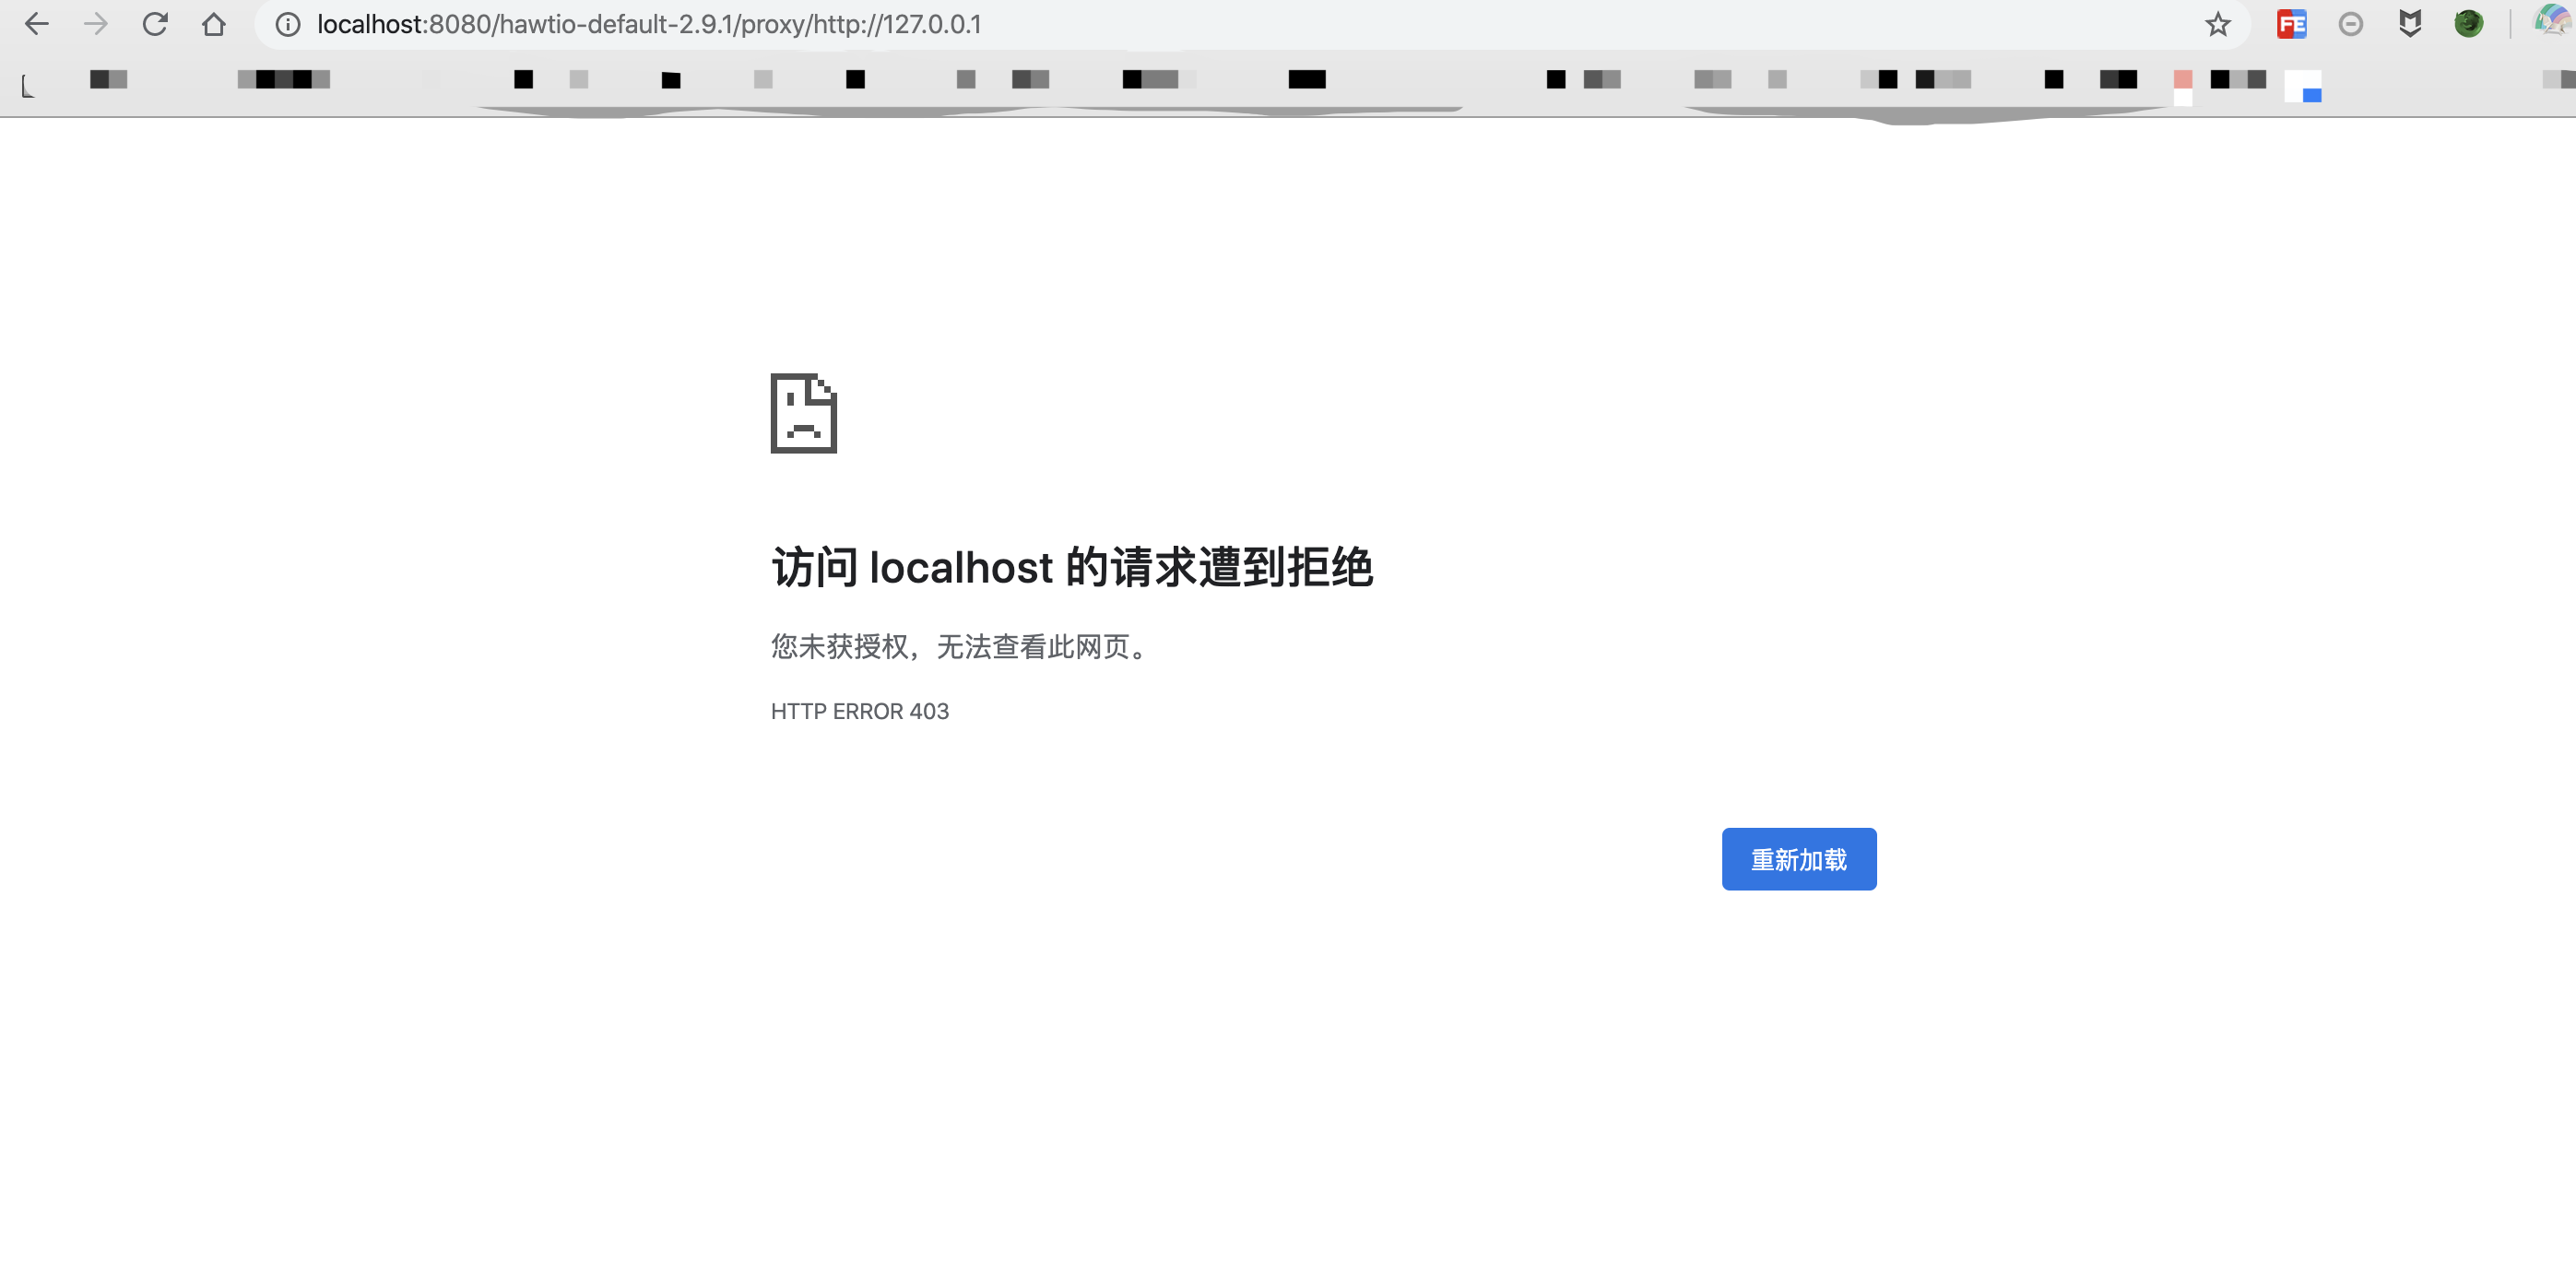 localhost:8080/hawtio-default-2.9.1/proxy/http://127.0.0.1
FE
访问 localhost 的请求遭到拒绝
您未获授权，无法查看此网页。
HTTP ERROR 403
重新加载